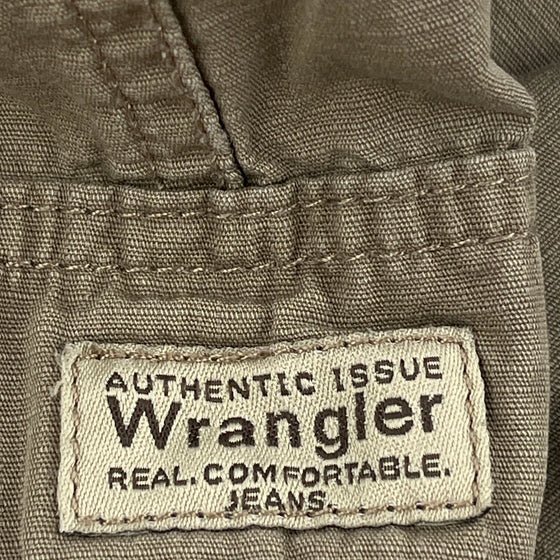 AUTHENTIC ISSUE
Wrangler
REAL. COMFORTABLE.
JEANS.